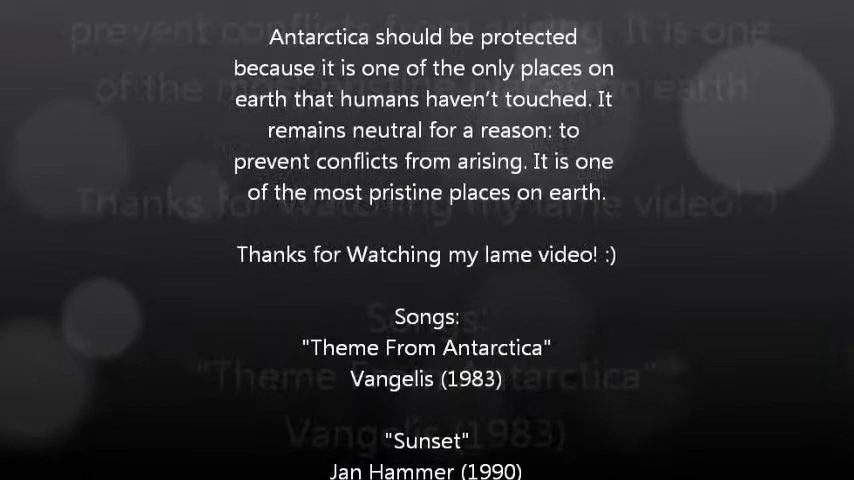 Antarctica should be protected
because it is one of the only places on
earth that humans haven't touched. It
remains neutral for a reason: to
prevent conflicts from arising. It is one
of the most pristine places on earth.
Thanks for Watching my lame video! :)
Songs:
"Theme From Antarctica"
Vangelis (1983)
"Sunset"
Jan Hammer (1990)